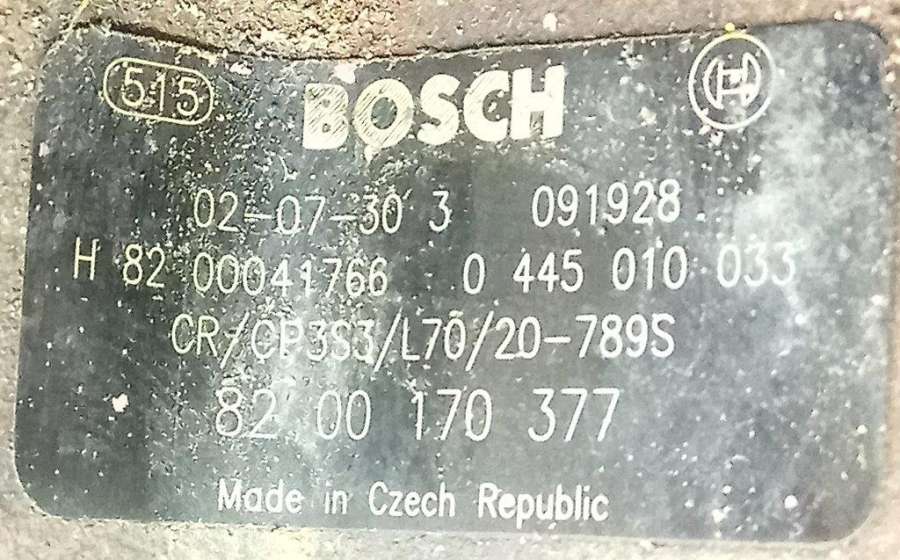 515 BOSCH
02-07-30 3 091928
H 82 00041766 0 445 010 033
CR/CP3S3/L70/20-789S
82 00 170 377
Made in Czech Republic